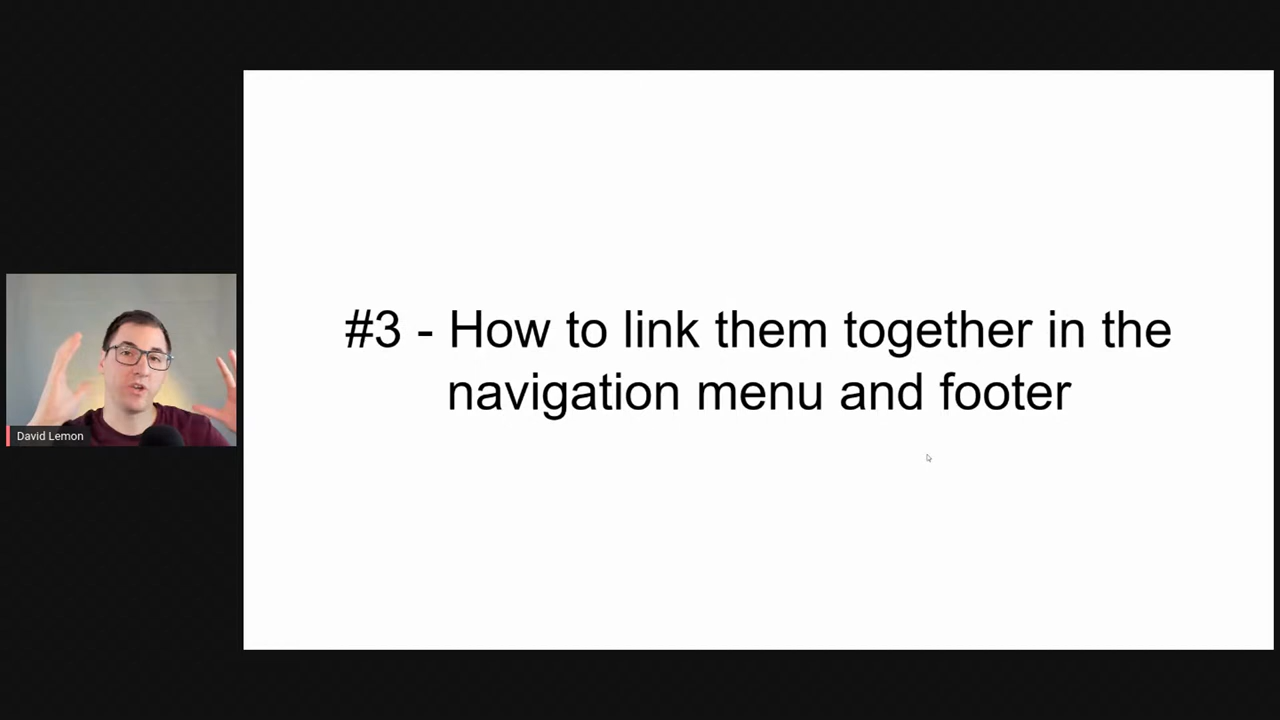 #3 - How to link them together in the
navigation menu and footer
David Lemon